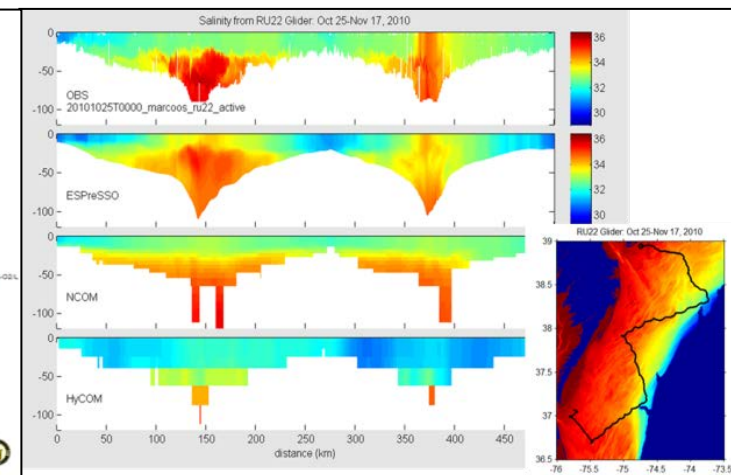 Salinity from RU22 Glider: Oct 25-Nov 17, 2010
0
-50
-100
OBS
20101025T0000_marcoos_ru22_active
36
34
32
30
0
-50
-100
ESPreSSO
36
34
32
30
0
-50
-100
NCOM
0
-50
-100
HyCOM
0 50 100 150 200 250 300 350 400 450
distance (km)
RU22 Glider: Oct 25-Nov 17, 2010
39
38.5
38
37.5
37
36.5
-76 -75.5 -75 -74.5 -74 -73.5